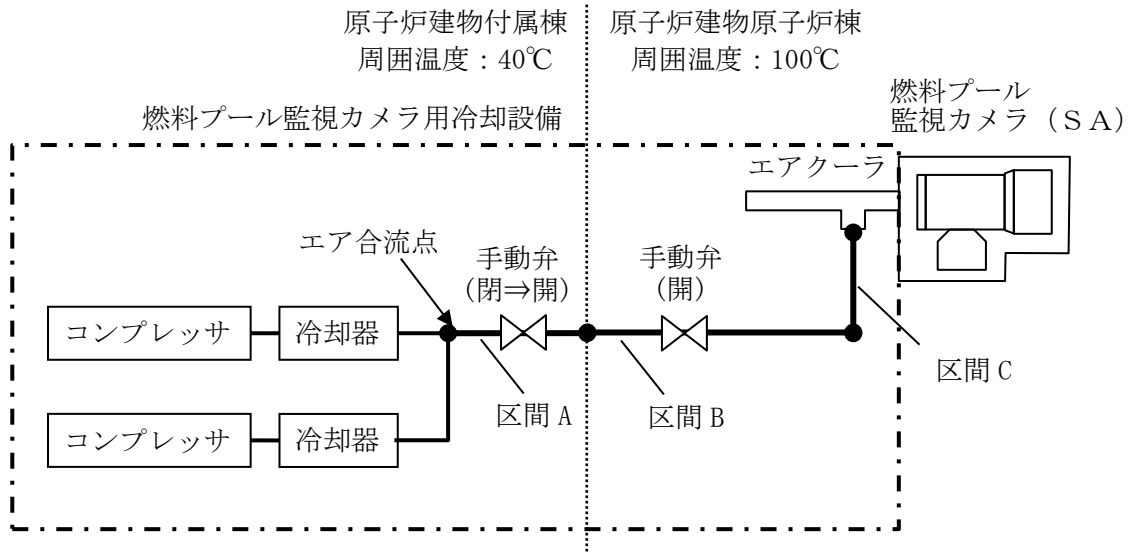 原子炉建物付属棟
周囲温度：40℃
原子炉建物原子炉棟
周囲温度：100℃
燃料プール監視カメラ用冷却設備
燃料プール
監視カメラ（ＳＡ）
エアクーラ
エア合流点
手動弁
(閉⇒開)
手動弁
(開)
コンプレッサ
冷却器
区間 C
区間 A
区間 B
コンプレッサ
冷却器